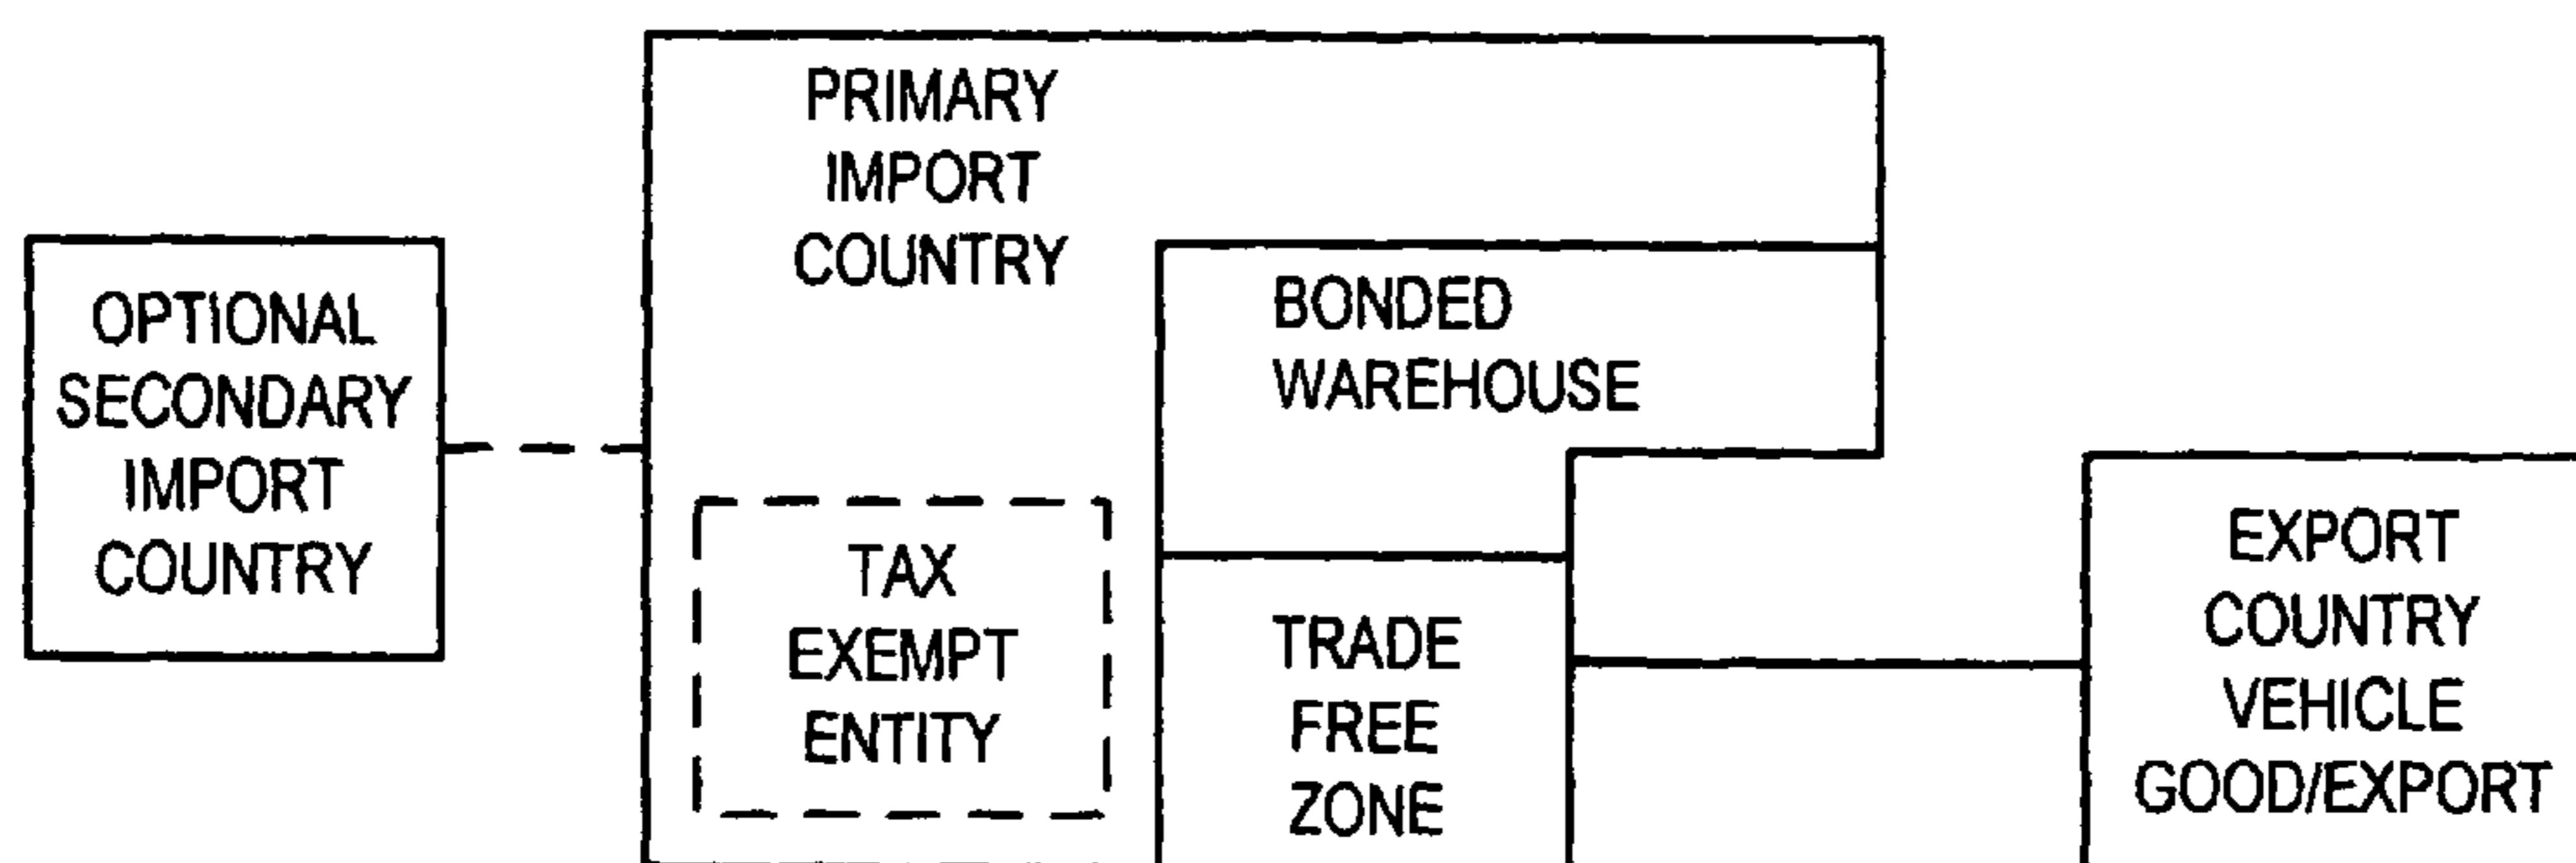 OPTIONAL
SECONDARY
IMPORT
COUNTRY
PRIMARY
IMPORT
COUNTRY
TAX
EXEMPT
ENTITY
BONDED
WAREHOUSE
TRADE
FREE
ZONE
EXPORT
COUNTRY
VEHICLE
GOOD/EXPORT